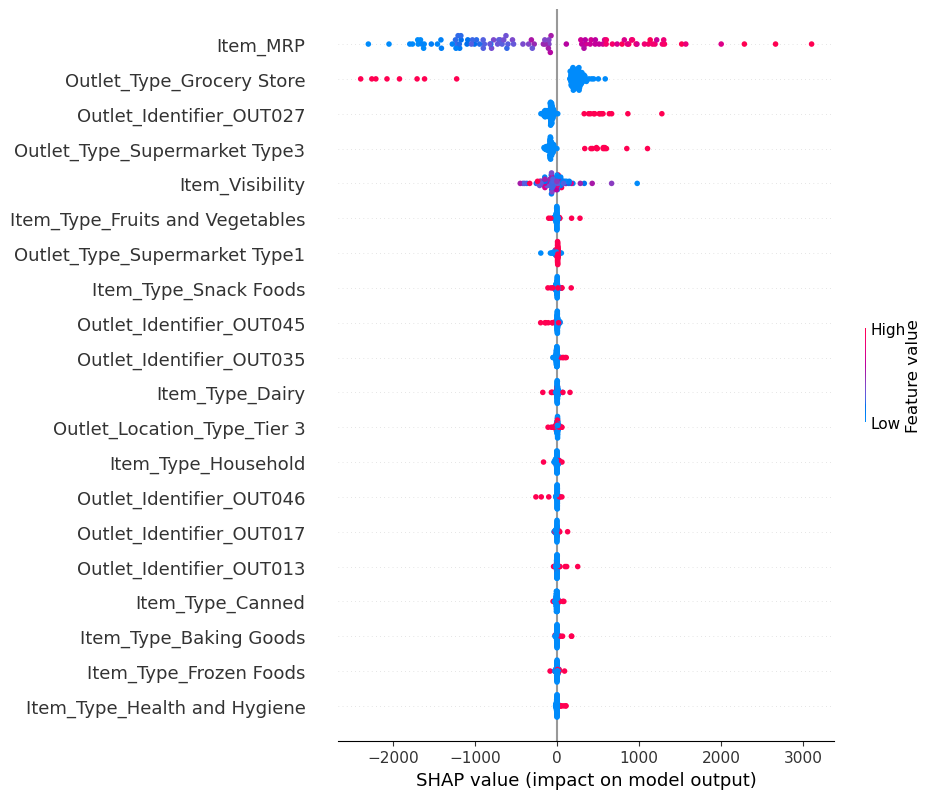 Item_MRP
Outlet_Type_Grocery Store
Outlet_Identifier_OUT027
Outlet_Type_Supermarket Type3
Item_Visibility
Item_Type_Fruits and Vegetables
Outlet_Type_Supermarket Type1
Item_Type_Snack Foods
Outlet_Identifier_OUT045
Outlet_Identifier_OUT035
Item_Type_Dairy
Outlet_Location_Type_Tier 3
Item_Type_Household
Outlet_Identifier_OUT046
Outlet_Identifier_OUT017
Outlet_Identifier_OUT013
Item_Type_Canned
Item_Type_Baking Goods
Item_Type_Frozen Foods
Item_Type_Health and Hygiene
−2000 −1000 0 1000 2000 3000
SHAP value (impact on model output)
High
Low
Feature value